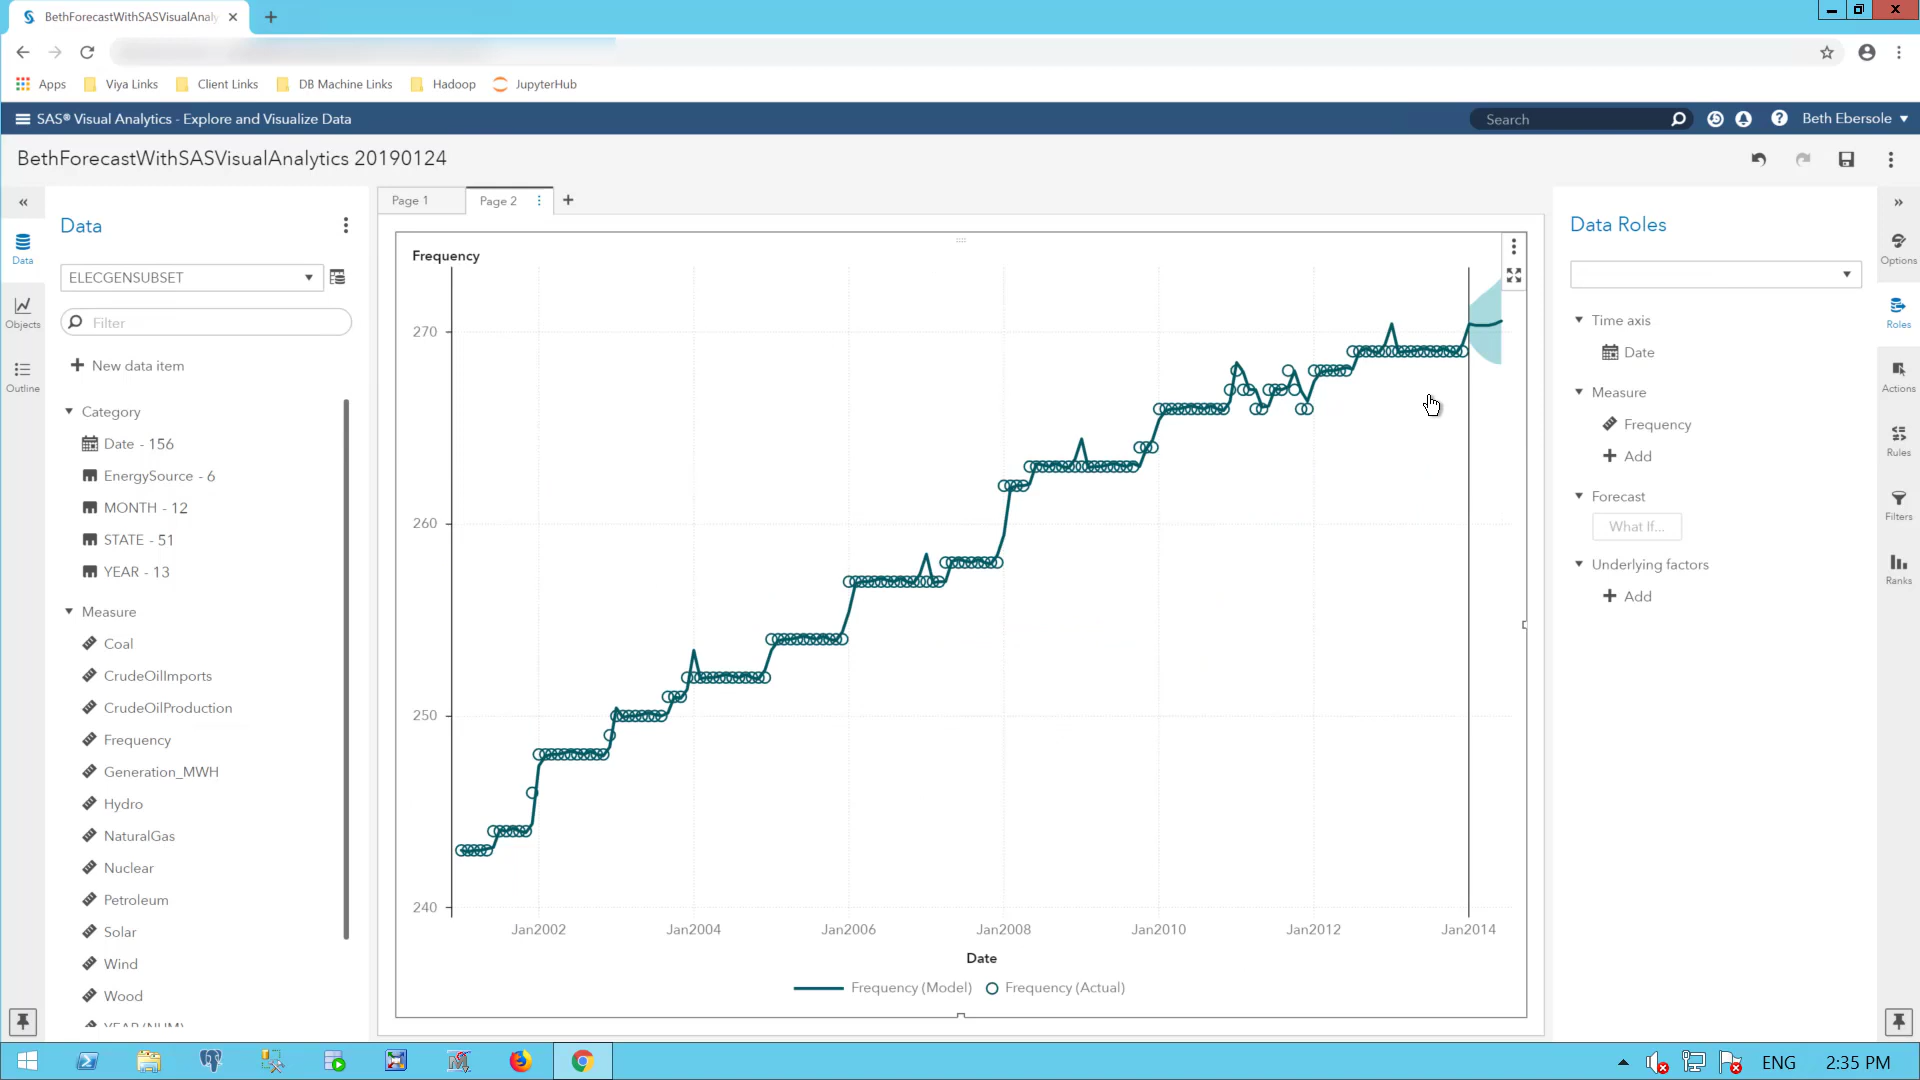 BethForecastWithSASVisualAnaly
Apps
Viya Links
Client Links
DB Machine Links
Hadoop
JupyterHub
SAS® Visual Analytics - Explore and Visualize Data
Search
Beth Ebersole
BethForecastWithSASVisualAnalytics 20190124
Page 1
Page 2
Data
Objects
Outline
Data
ELECGENSUBSET
Filter
New data item
Category
Date - 156
EnergySource - 6
MONTH - 12
STATE - 51
YEAR - 13
Measure
Coal
CrudeOilImports
CrudeOilProduction
Frequency
Generation_MWH
Hydro
NaturalGas
Nuclear
Petroleum
Solar
Wind
Wood
YEAR(NUM)
Frequency
270
260
250
240
Jan2002
Jan2004
Jan2006
Jan2008
Jan2010
Jan2012
Jan2014
Date
Frequency (Model)
Frequency (Actual)
Data Roles
Time axis
Date
Measure
Frequency
Add
Forecast
What If...
Underlying factors
Add
Options
Roles
Actions
Rules
Filters
Ranks
ENG
2:35 PM